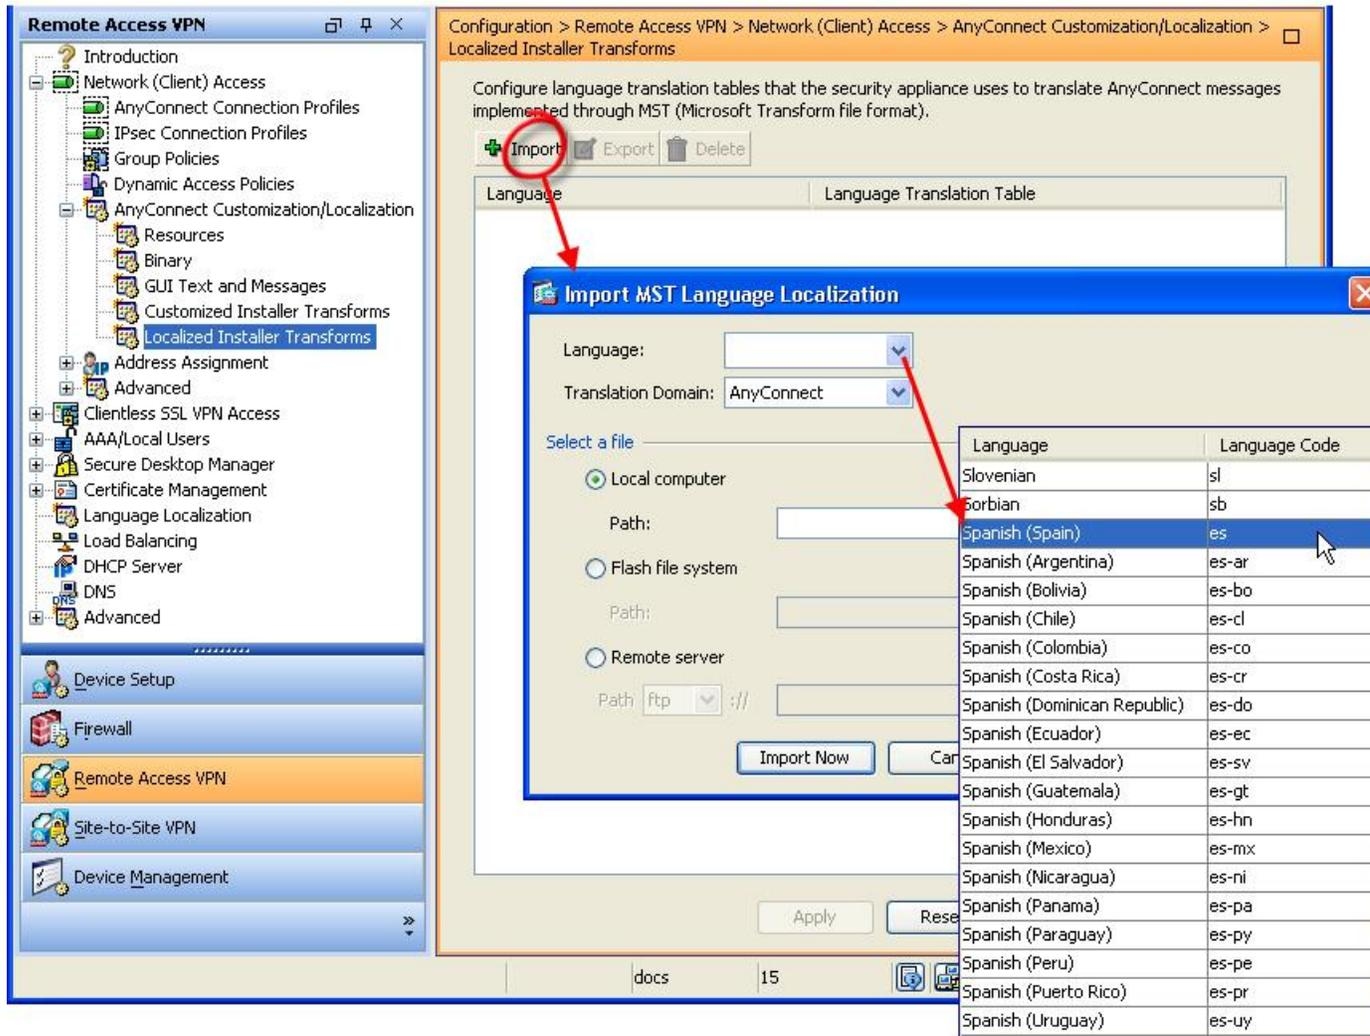 Remote Access VPN
Introduction
Network (Client) Access
AnyConnect Connection Profiles
IPsec Connection Profiles
Group Policies
Dynamic Access Policies
AnyConnect Customization/Localization
Resources
Binary
GUI Text and Messages
Customized Installer Transforms
Localized Installer Transforms
Address Assignment
Advanced
Clientless SSL VPN Access
AAA/Local Users
Secure Desktop Manager
Certificate Management
Language Localization
Load Balancing
DHCP Server
DNS
Advanced
Device Setup
Firewall
Remote Access VPN
Site-to-Site VPN
Device Management
Configuration > Remote Access VPN > Network (Client) Access > AnyConnect Customization/Localization >
Localized Installer Transforms
Configure language translation tables that the security appliance uses to translate AnyConnect messages
implemented through MST (Microsoft Transform file format).
Import Export Delete
Language Language Translation Table
Import MST Language Localization
Language:
Translation Domain: AnyConnect
Select a file
Local computer
Path:
Flash file system
Path:
Remote server
Path ftp ://
Import Now Can
Apply Rese
docs 15
Language Language Code
Slovenian sl
Sorbian sb
Spanish (Spain) es
Spanish (Argentina) es-ar
Spanish (Bolivia) es-bo
Spanish (Chile) es-cl
Spanish (Colombia) es-co
Spanish (Costa Rica) es-cr
Spanish (Dominican Republic) es-do
Spanish (Ecuador) es-ec
Spanish (El Salvador) es-sv
Spanish (Guatemala) es-gt
Spanish (Honduras) es-hn
Spanish (Mexico) es-mx
Spanish (Nicaragua) es-ni
Spanish (Panama) es-pa
Spanish (Paraguay) es-py
Spanish (Peru) es-pe
Spanish (Puerto Rico) es-pr
Spanish (Uruguay) es-uy